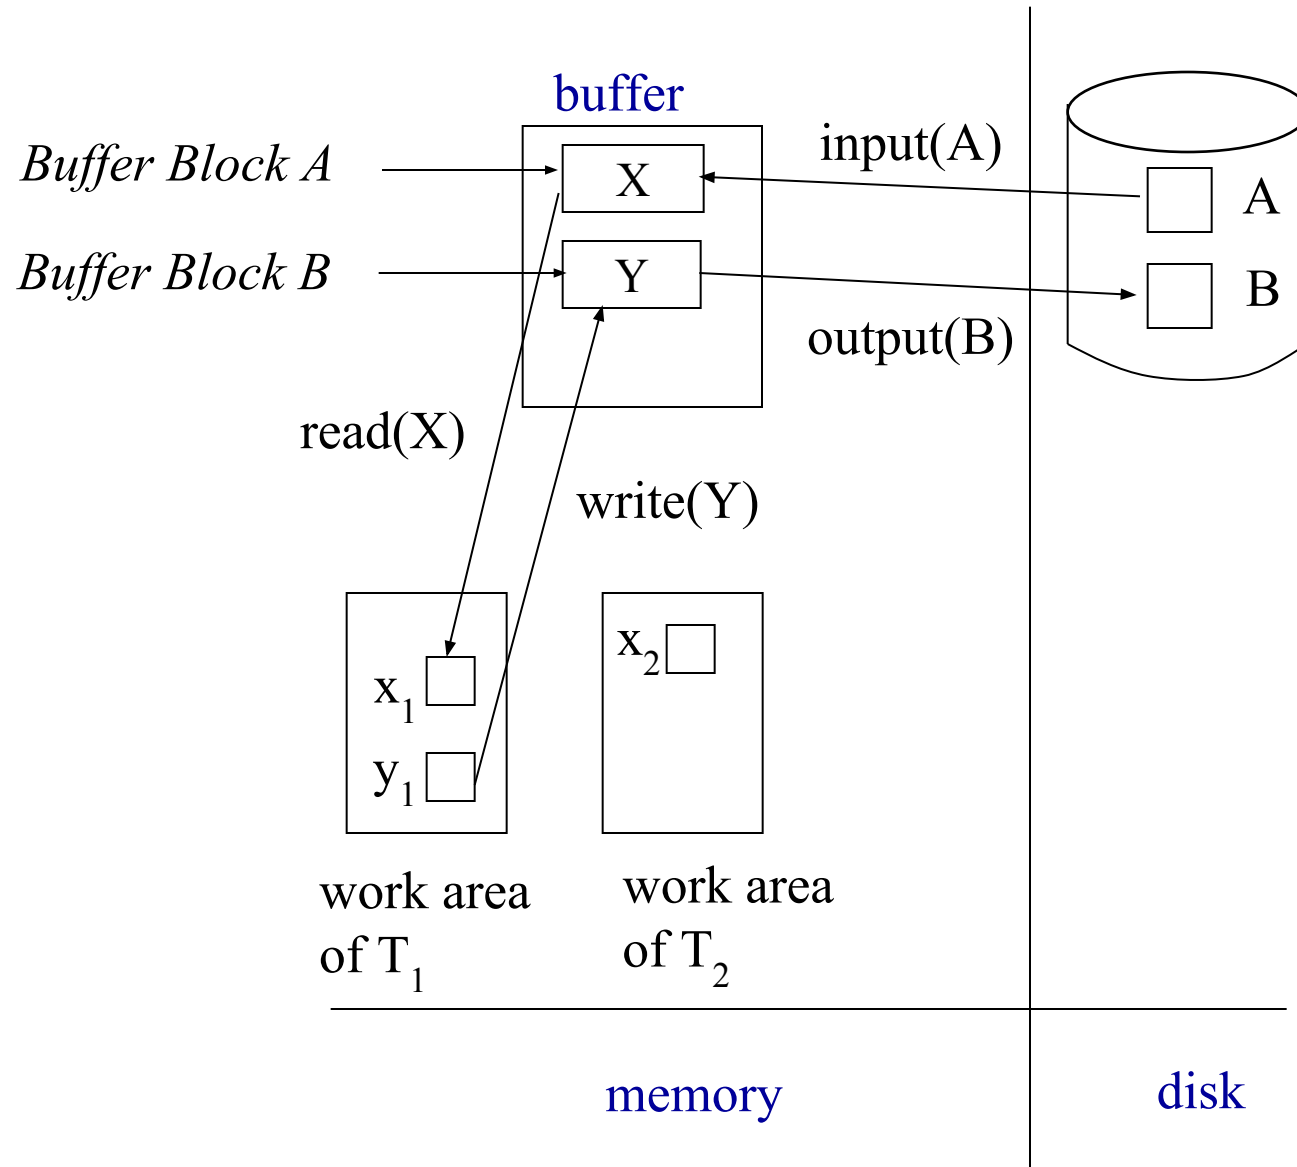 buffer
Buffer Block A
X
input(A)
A
Buffer Block B
Y
output(B)
B
read(X)
write(Y)
x₁
y₁
x₂
work area
of T₁
work area
of T₂
memory
disk